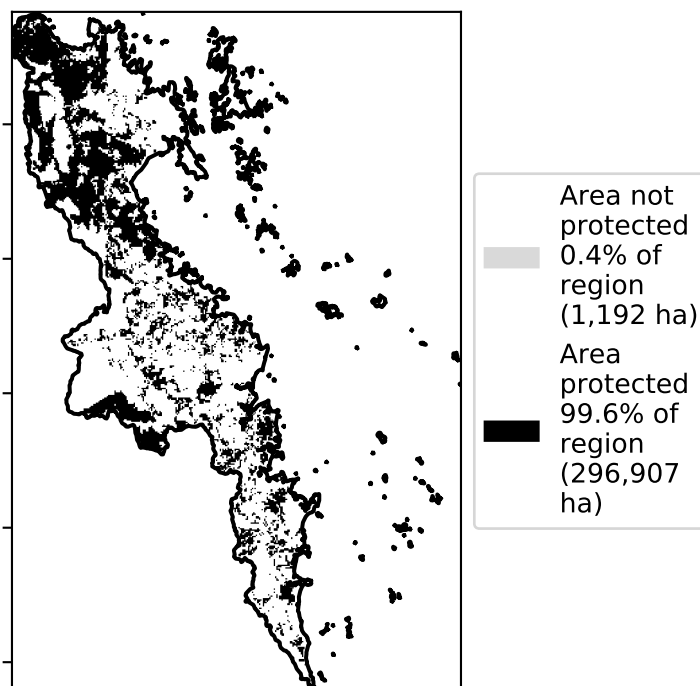 Area not
protected
0.4% of
region
(1,192 ha)
Area
protected
99.6% of
region
(296,907
ha)